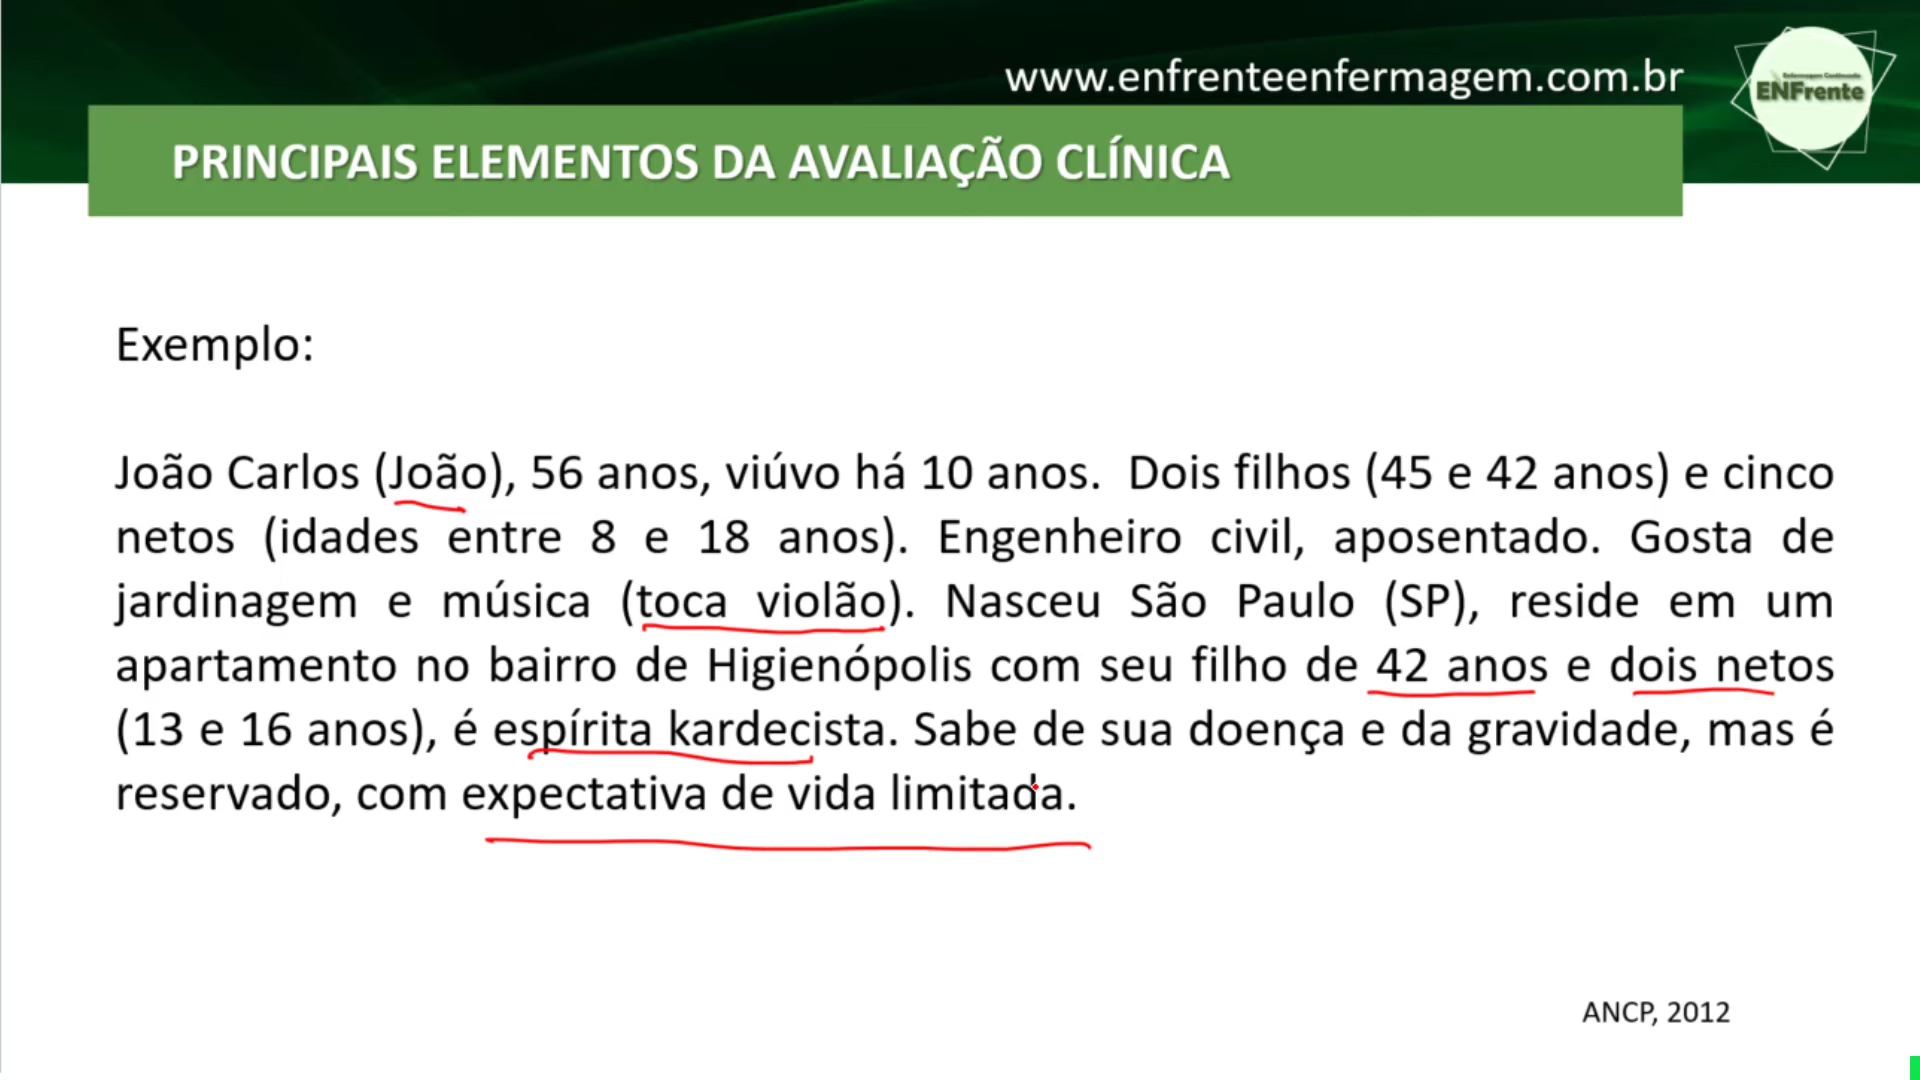 www.enfrenteenfermagem.com.br
Enfermagem Continuada
ENFrente
PRINCIPAIS ELEMENTOS DA AVALIAÇÃO CLÍNICA
Exemplo:
João Carlos (João), 56 anos, viúvo há 10 anos. Dois filhos (45 e 42 anos) e cinco
netos (idades entre 8 e 18 anos). Engenheiro civil, aposentado. Gosta de
jardinagem e música (toca violão). Nasceu São Paulo (SP), reside em um
apartamento no bairro de Higienópolis com seu filho de 42 anos e dois netos
(13 e 16 anos), é espírita kardecista. Sabe de sua doença e da gravidade, mas é
reservado, com expectativa de vida limitada.
ANCP, 2012